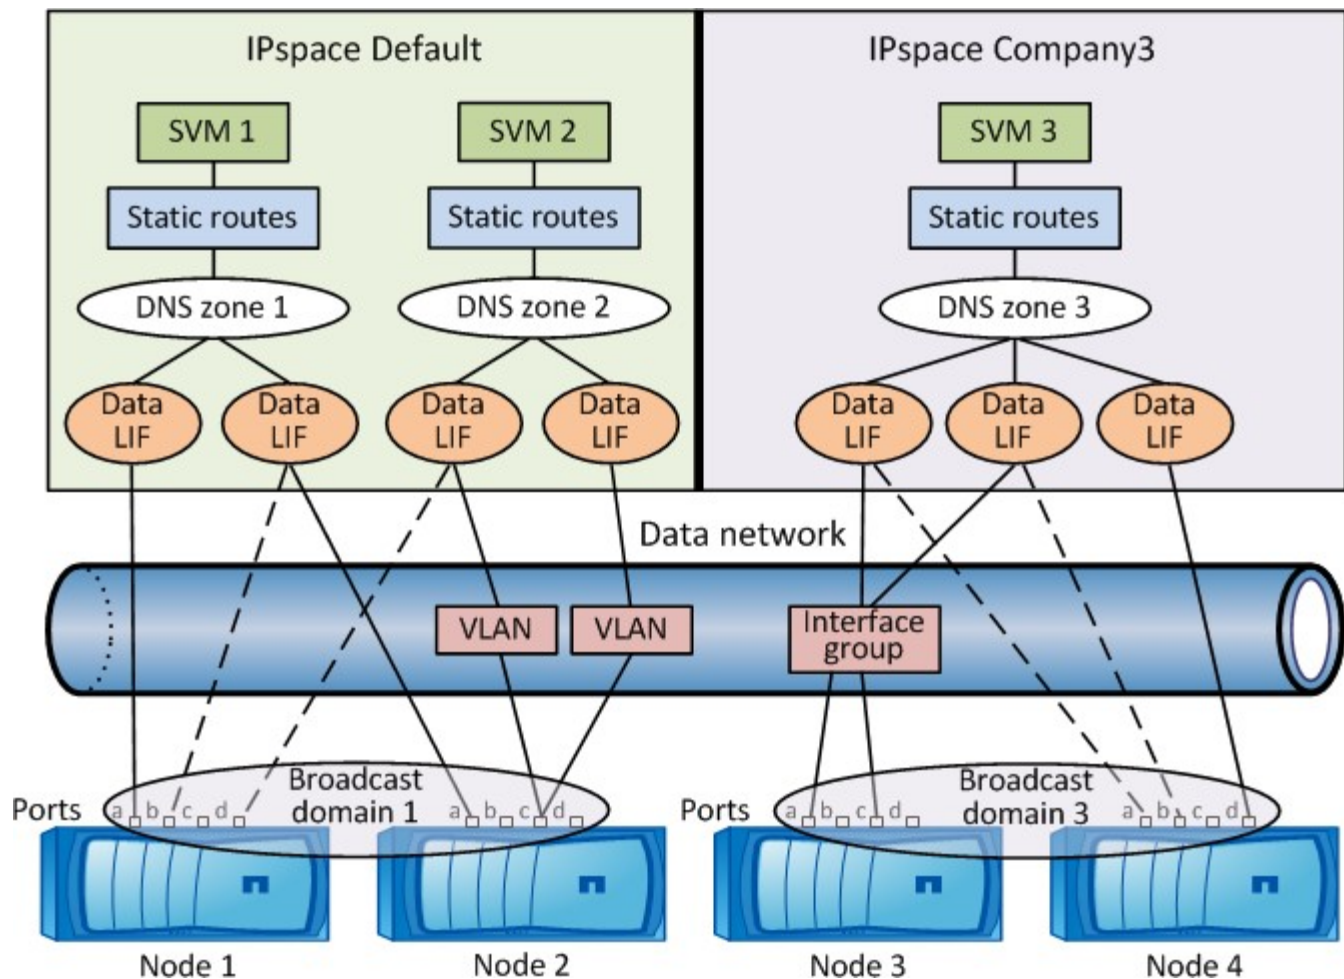 IPspace Default
IPspace Company3
SVM 1
SVM 2
SVM 3
Static routes
Static routes
Static routes
DNS zone 1
DNS zone 2
DNS zone 3
Data
LIF
Data
LIF
Data
LIF
Data
LIF
Data
LIF
Data
LIF
Data
LIF
Data network
VLAN
VLAN
Interface
group
Broadcast
domain 1
Broadcast
domain 3
Ports
a b c d
a b c d
Ports
a b c d
a b c d
Node 1
Node 2
Node 3
Node 4